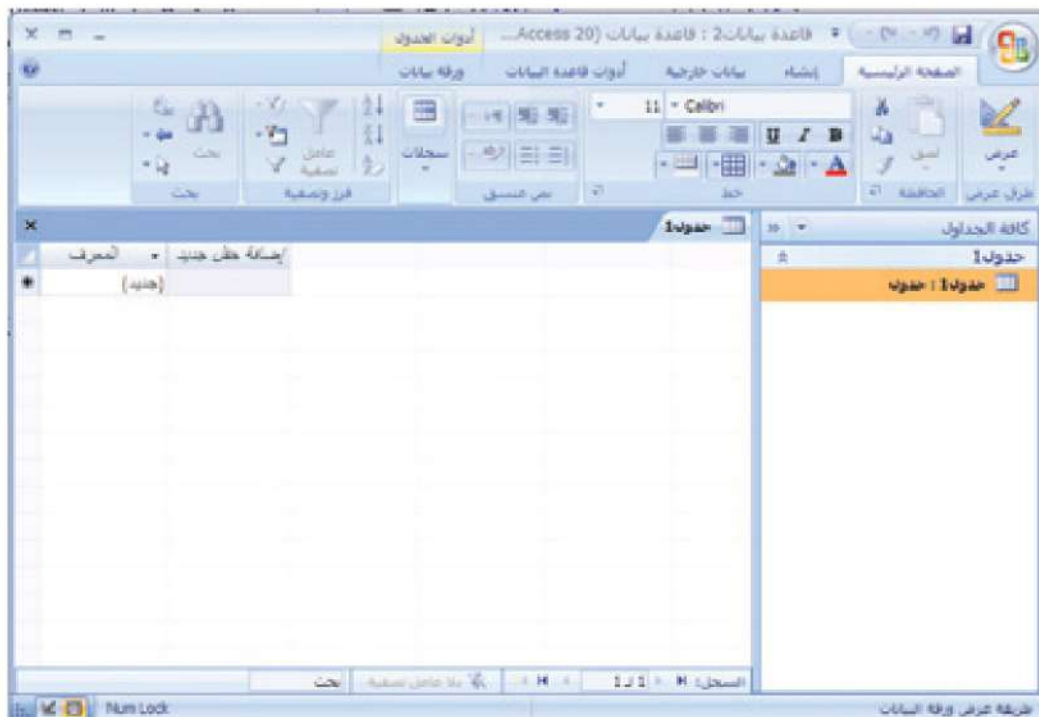 قاعدة بيانات2 : قاعدة بيانات (Access 20... أدوات الجدول
الصفحة الرئيسية إنشاء بيانات خارجية أدوات قاعدة البيانات ورقة بيانات
عرض لصق Calibri 11 سجلات عامل تصفية بحث
B I U A
طرق عرض الحافظة خط نص منسق فرز وتصفية بحث
كافة الجداول جدول1
جدول1 إضافة حقل جديد المعرف
جدول1 : جدول (جديد)
السجل: 1 لـ 1 بلا عامل تصفية بحث
طريقة عرض ورقة البيانات Num Lock